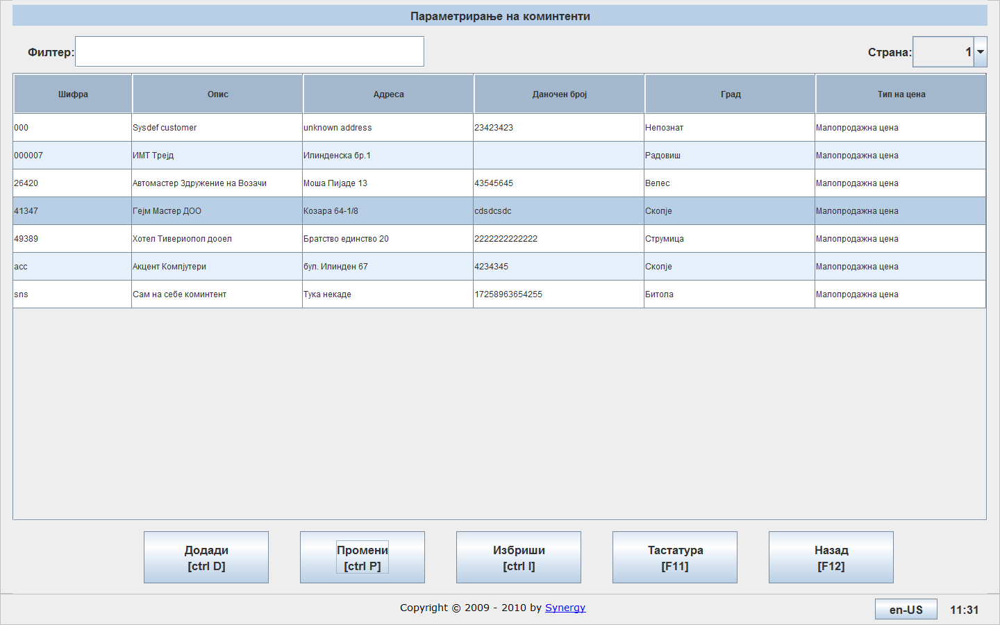 Параметрирање на коминтенти
Филтер: Страна: 1
Шифра Опис Адреса Даночен број Град Тип на цена
000 Sysdef customer unknown address 23423423 Непознат Малопродажна цена
000007 ИМТ Трејд Илинденска бр.1 Радовиш Малопродажна цена
26420 Автомастер Здружение на Возачи Моша Пијаде 13 43545645 Велес Малопродажна цена
41347 Гејм Мастер ДОО Козара 64-1/8 cdsdcsdc Скопје Малопродажна цена
49389 Хотел Тивериопол дооел Братство единство 20 2222222222222 Струмица Малопродажна цена
acc Акцент Компјутери бул. Илинден 67 4234345 Скопје Малопродажна цена
sns Сам на себе коминтент Тука некаде 17258963654255 Битола Малопродажна цена
Додади Промени Избриши Тастатура Назад
[ctrl D] [ctrl P] [ctrl I] [F11] [F12]
Copyright © 2009 - 2010 by Synergy en-US 11:31